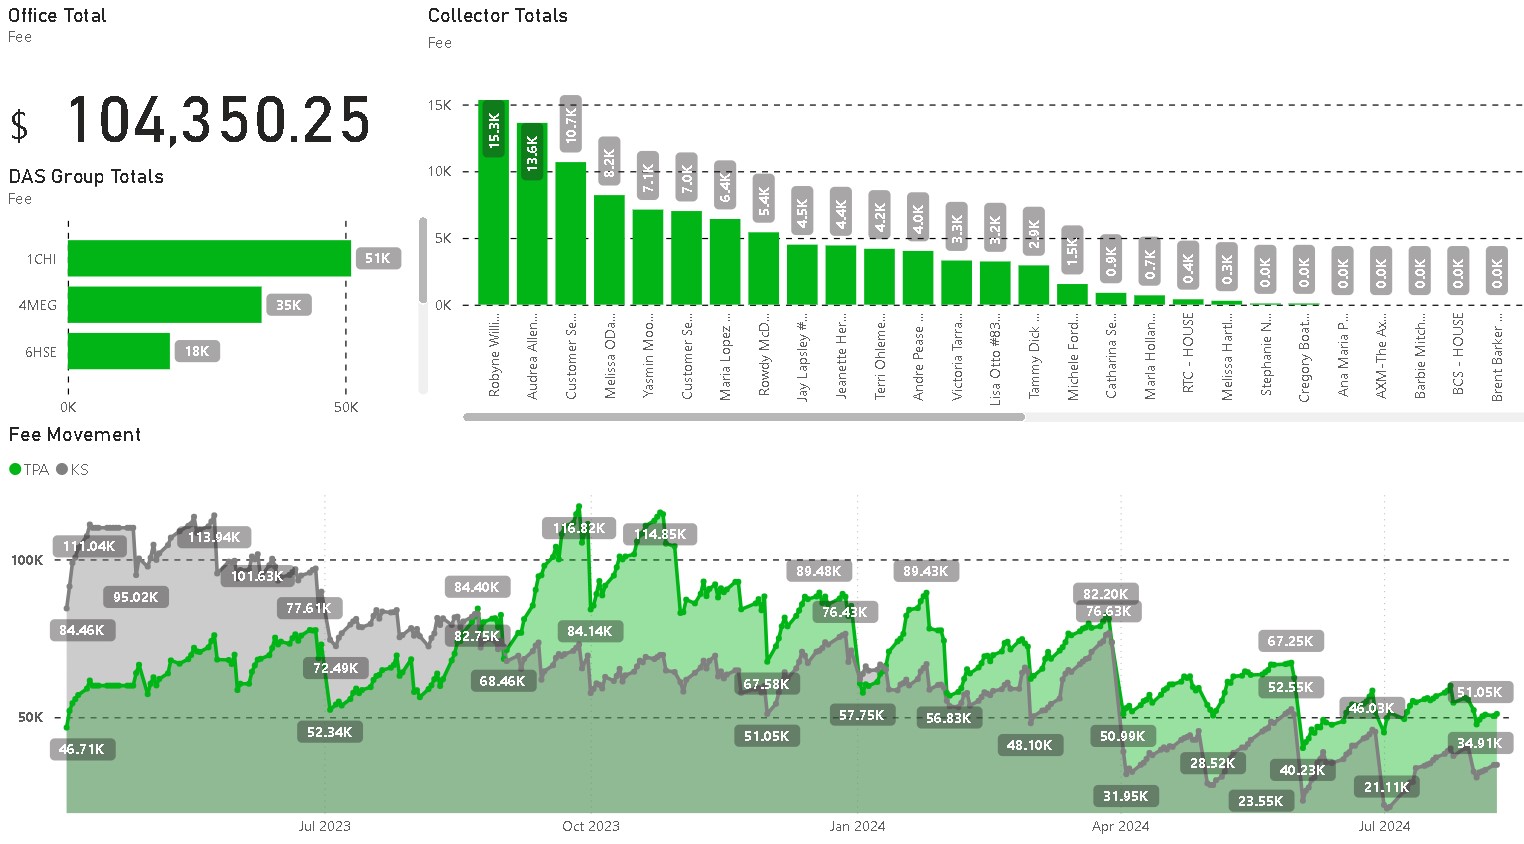 Office Total
Fee
$ 104,350.25
DAS Group Totals
Fee
1CHI 51K
4MEG 35K
6HSE 18K
0K 50K
Collector Totals
Fee
15K
10K
5K
0K
15.3K 13.6K 10.7K 8.2K 7.1K 7.0K 6.4K 5.4K 4.5K 4.4K 4.2K 4.0K 3.3K 3.2K 2.9K 1.5K 0.9K 0.7K 0.4K 0.3K 0.0K 0.0K 0.0K 0.0K 0.0K 0.0K 0.0K
Robyne Willi...
Audrea Allen...
Customer Se...
Melissa ODa...
Yasmin Moo...
Customer Se...
Maria Lopez ...
Rowdy McD...
Jay Lapsley #...
Jeanette Her...
Terri Ohleme...
Andre Pease ...
Victoria Tarra...
Lisa Otto #83...
Tammy Dick ...
Michele Ford...
Catharina Se...
Marla Hollan...
RTC - HOUSE
Melissa Hartl...
Stephanie N...
Gregory Boat...
Ana Maria P...
AXM-The Ax...
Barbie Mitch...
BCS - HOUSE
Brent Barker ...
Fee Movement
TPA KS
100K
50K
111.04K
95.02K
84.46K
46.71K
113.94K
101.63K
77.61K
72.49K
52.34K
84.40K
82.75K
68.46K
116.82K
84.14K
114.85K
67.58K
51.05K
89.48K
76.43K
57.75K
89.43K
56.83K
48.10K
82.20K
76.63K
50.99K
31.95K
28.52K
23.55K
67.25K
52.55K
40.23K
46.03K
21.11K
51.05K
34.91K
Jul 2023 Oct 2023 Jan 2024 Apr 2024 Jul 2024